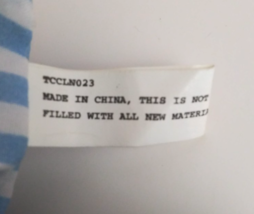 TCCLN023
MADE IN CHINA, THIS IS NOT
FILLED WITH ALL NEW